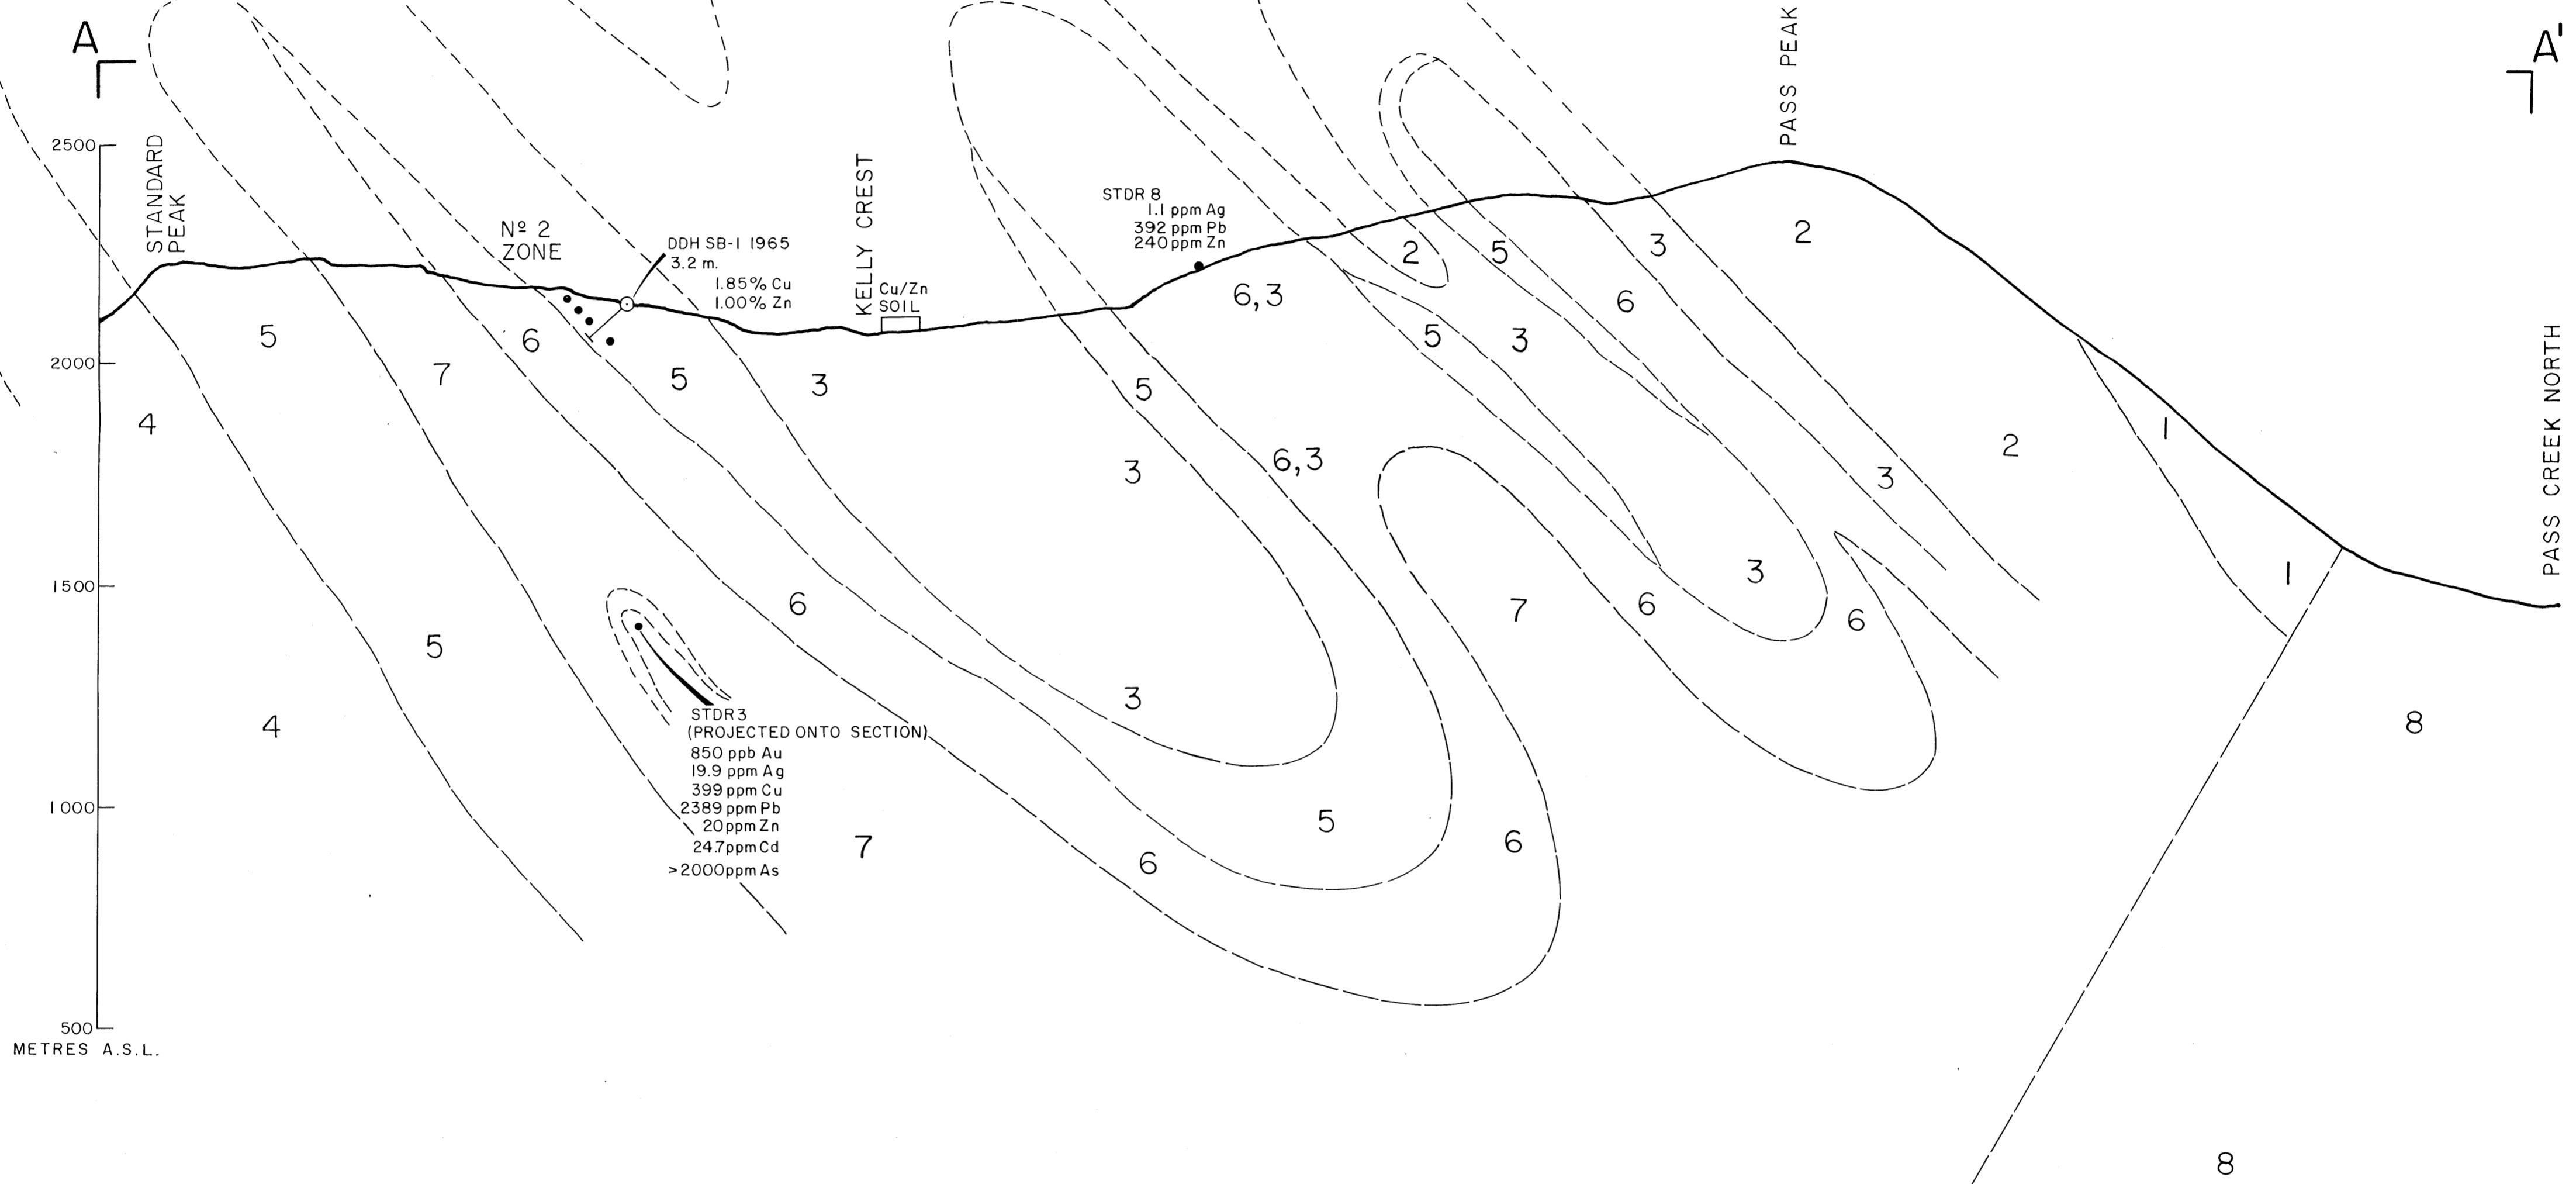 A
A'
PASS PEAK
2500
STANDARD
PEAK
KELLY CREST
STDR 8
1.1 ppm Ag
392 ppm Pb
240 ppm Zn
Nº 2
ZONE
DDH SB-1 1965
3.2 m.
1.85% Cu
1.00% Zn
Cu/Zn
SOIL
2
2
5
3
6,3
6
5
3
5
6
2000
7
5
3
5
3
4
1
2
6,3
3
3
PASS CREEK NORTH
1500
3
1
6
7
6
6
5
3
4
STDR3
(PROJECTED ONTO SECTION)
850 ppb Au
19.9 ppm Ag
399 ppm Cu
2389 ppm Pb
20 ppm Zn
24.7 ppm Cd
>2000 ppm As
8
1000
5
6
7
6
500
METRES A.S.L.
8